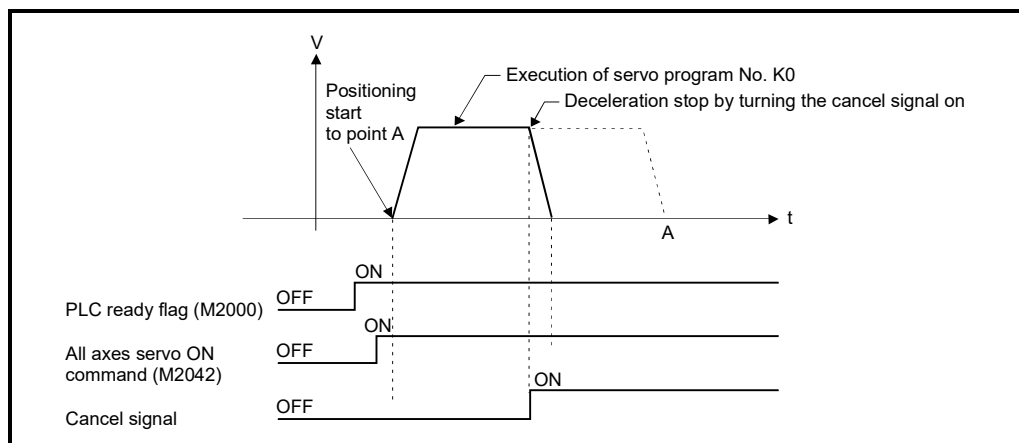 V
Execution of servo program No. K0
Positioning
start
to point A
Deceleration stop by turning the cancel signal on
t
A
ON
OFF
PLC ready flag (M2000)
ON
All axes servo ON
command (M2042)
OFF
ON
OFF
Cancel signal